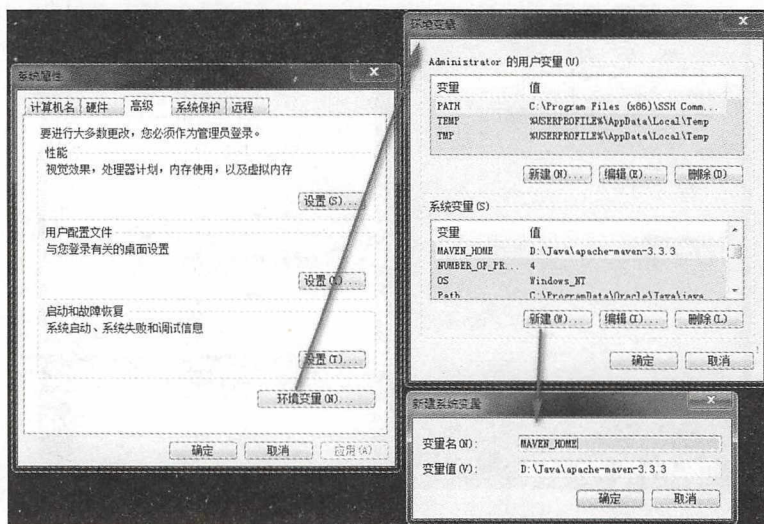 系统属性
计算机名 硬件 高级 系统保护 远程
要进行大多数更改，您必须作为管理员登录。
性能
视觉效果，处理器计划，内存使用，以及虚拟内存
设置(S)...
用户配置文件
与您登录有关的桌面设置
设置
启动和故障恢复
系统启动、系统失败和调试信息
设置(T)...
环境变量(N)...
确定 取消 应用(A)
环境变量
Administrator 的用户变量(U)
变量 值
PATH C:\Program Files (x86)\SSH Comm...
TEMP %USERPROFILE%\AppData\Local\Temp
TMP %USERPROFILE%\AppData\Local\Temp
新建(N)... 编辑(E)... 删除(D)
系统变量(S)
变量 值
MAVEN_HOME D:\Java\apache-maven-3.3.3
NUMBER_OF_PR... 4
OS Windows_NT
Path C:\ProgramData\Oracle\Java\java
新建(W)... 编辑(I)... 删除(L)
确定 取消
新建系统变量
变量名(N): MAVEN_HOME
变量值(V): D:\Java\apache-maven-3.3.3
确定 取消